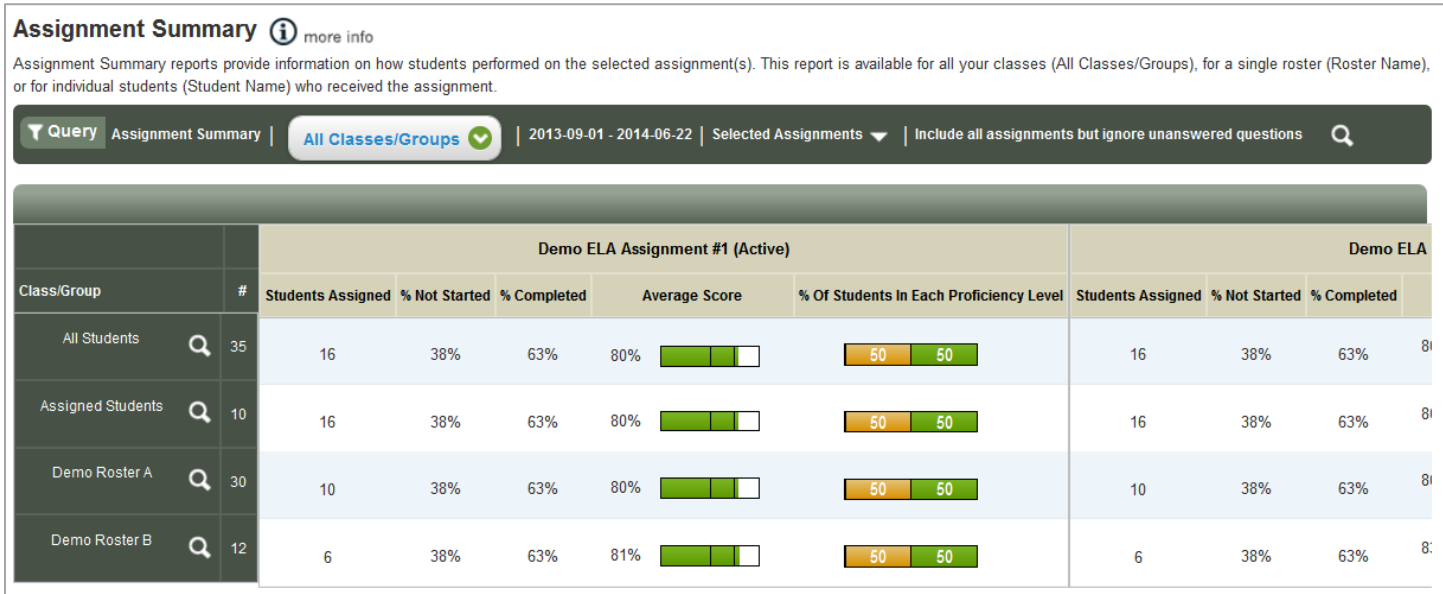 Assignment Summary i more info
Assignment Summary reports provide information on how students performed on the selected assignment(s). This report is available for all your classes (All Classes/Groups), for a single roster (Roster Name),
or for individual students (Student Name) who received the assignment.
Query Assignment Summary | All Classes/Groups | 2013-09-01 - 2014-06-22 | Selected Assignments | Include all assignments but ignore unanswered questions
Demo ELA Assignment #1 (Active) Demo ELA
Class/Group # Students Assigned % Not Started % Completed Average Score % Of Students In Each Proficiency Level Students Assigned % Not Started % Completed
All Students 35 16 38% 63% 80% 50 50 16 38% 63%
Assigned Students 10 16 38% 63% 80% 50 50 16 38% 63%
Demo Roster A 30 10 38% 63% 80% 50 50 10 38% 63%
Demo Roster B 12 6 38% 63% 81% 50 50 6 38% 63%